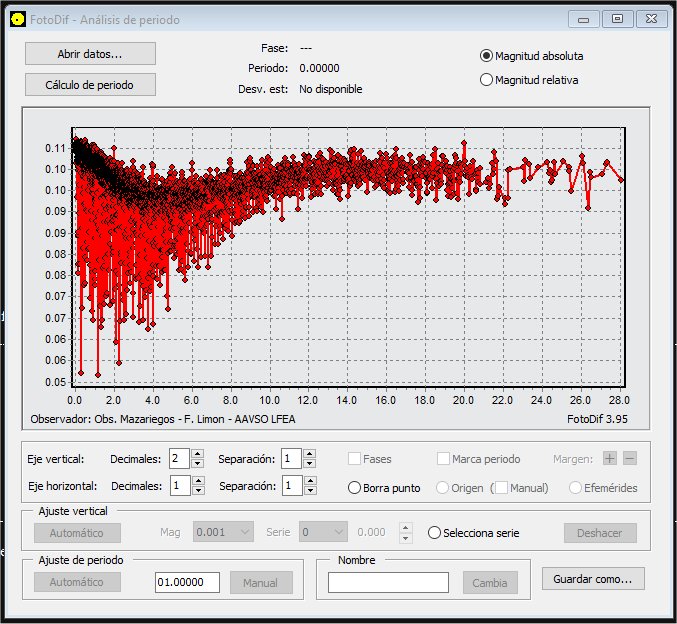 FotoDif - Análisis de periodo
Abrir datos...
Cálculo de periodo
Fase: ---
Periodo: 0.00000
Desv. est: No disponible
Magnitud absoluta
Magnitud relativa
0.11
0.10
0.10
0.09
0.09
0.08
0.08
0.07
0.07
0.06
0.06
0.05
0.0 2.0 4.0 6.0 8.0 10.0 12.0 14.0 16.0 18.0 20.0 22.0 24.0 26.0 28.0
Observador: Obs. Mazariegos - F. Limon - AAVSO LFEA FotoDif 3.95
Eje vertical: Decimales: 2 Separación: 1 Fases Marca periodo Margen: + -
Eje horizontal: Decimales: 1 Separación: 1 Borra punto Origen ( Manual) Efemérides
Ajuste vertical
Automático Mag 0.001 Serie 0 0.000 Selecciona serie Deshacer
Ajuste de periodo
Automático 01.00000 Manual
Nombre
Cambia
Guardar como...